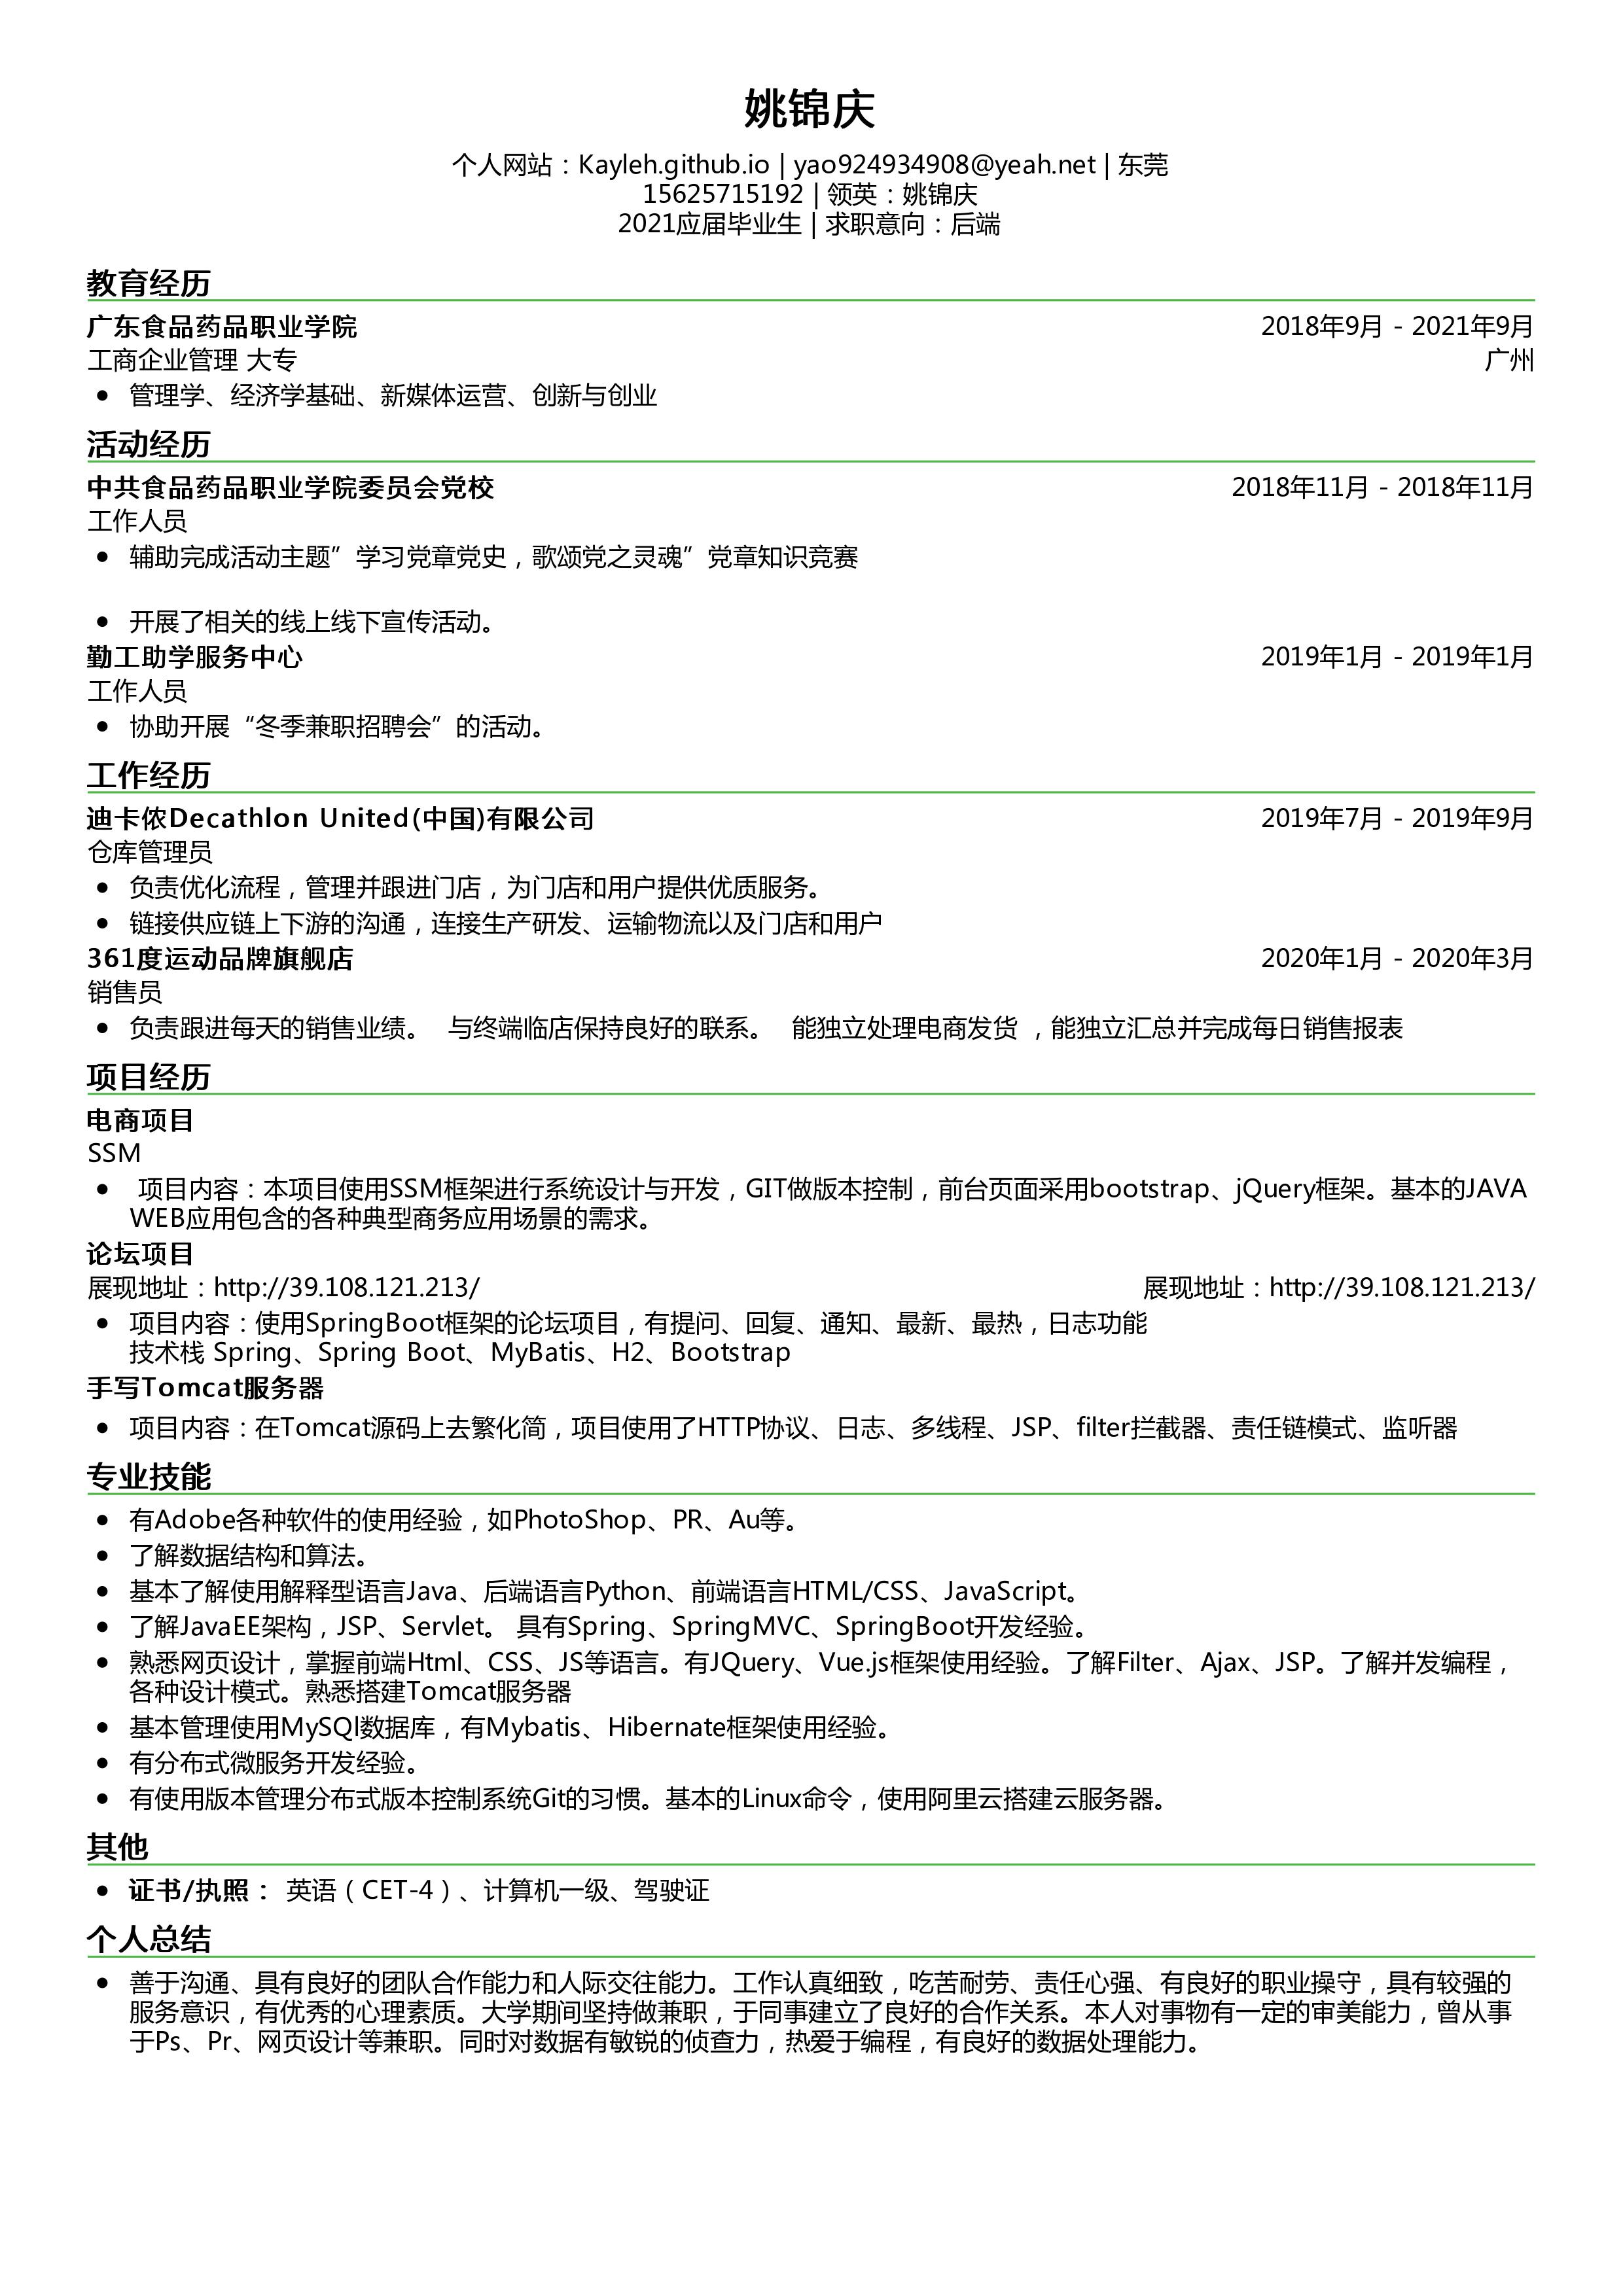 姚锦庆
个人网站：Kayleh.github.io | yao924934908@yeah.net | 东莞
15625715192 | 领英：姚锦庆
2021应届毕业生 | 求职意向：后端
教育经历
广东食品药品职业学院 2018年9月 - 2021年9月
工商企业管理 大专 广州
● 管理学、经济学基础、新媒体运营、创新与创业
活动经历
中共食品药品职业学院委员会党校 2018年11月 - 2018年11月
工作人员
● 辅助完成活动主题”学习党章党史，歌颂党之灵魂”党章知识竞赛
● 开展了相关的线上线下宣传活动。
勤工助学服务中心 2019年1月 - 2019年1月
工作人员
● 协助开展“冬季兼职招聘会”的活动。
工作经历
迪卡侬Decathlon United(中国)有限公司 2019年7月 - 2019年9月
仓库管理员
● 负责优化流程，管理并跟进门店，为门店和用户提供优质服务。
● 链接供应链上下游的沟通，连接生产研发、运输物流以及门店和用户
361度运动品牌旗舰店 2020年1月 - 2020年3月
销售员
● 负责跟进每天的销售业绩。 与终端临店保持良好的联系。 能独立处理电商发货 ，能独立汇总并完成每日销售报表
项目经历
电商项目
SSM
● 项目内容：本项目使用SSM框架进行系统设计与开发，GIT做版本控制，前台页面采用bootstrap、jQuery框架。基本的JAVA
WEB应用包含的各种典型商务应用场景的需求。
论坛项目
展现地址：http://39.108.121.213/ 展现地址：http://39.108.121.213/
● 项目内容：使用SpringBoot框架的论坛项目，有提问、回复、通知、最新、最热，日志功能
技术栈 Spring、Spring Boot、MyBatis、H2、Bootstrap
手写Tomcat服务器
● 项目内容：在Tomcat源码上去繁化简，项目使用了HTTP协议、日志、多线程、JSP、filter拦截器、责任链模式、监听器
专业技能
● 有Adobe各种软件的使用经验，如PhotoShop、PR、Au等。
● 了解数据结构和算法。
● 基本了解使用解释型语言Java、后端语言Python、前端语言HTML/CSS、JavaScript。
● 了解JavaEE架构，JSP、Servlet。 具有Spring、SpringMVC、SpringBoot开发经验。
● 熟悉网页设计，掌握前端Html、CSS、JS等语言。有JQuery、Vue.js框架使用经验。了解Filter、Ajax、JSP。了解并发编程，
各种设计模式。熟悉搭建Tomcat服务器
● 基本管理使用MySQl数据库，有Mybatis、Hibernate框架使用经验。
● 有分布式微服务开发经验。
● 有使用版本管理分布式版本控制系统Git的习惯。基本的Linux命令，使用阿里云搭建云服务器。
其他
● 证书/执照： 英语（CET-4）、计算机一级、驾驶证
个人总结
● 善于沟通、具有良好的团队合作能力和人际交往能力。工作认真细致，吃苦耐劳、责任心强、有良好的职业操守，具有较强的
服务意识，有优秀的心理素质。大学期间坚持做兼职，于同事建立了良好的合作关系。本人对事物有一定的审美能力，曾从事
于Ps、Pr、网页设计等兼职。同时对数据有敏锐的侦查力，热爱于编程，有良好的数据处理能力。